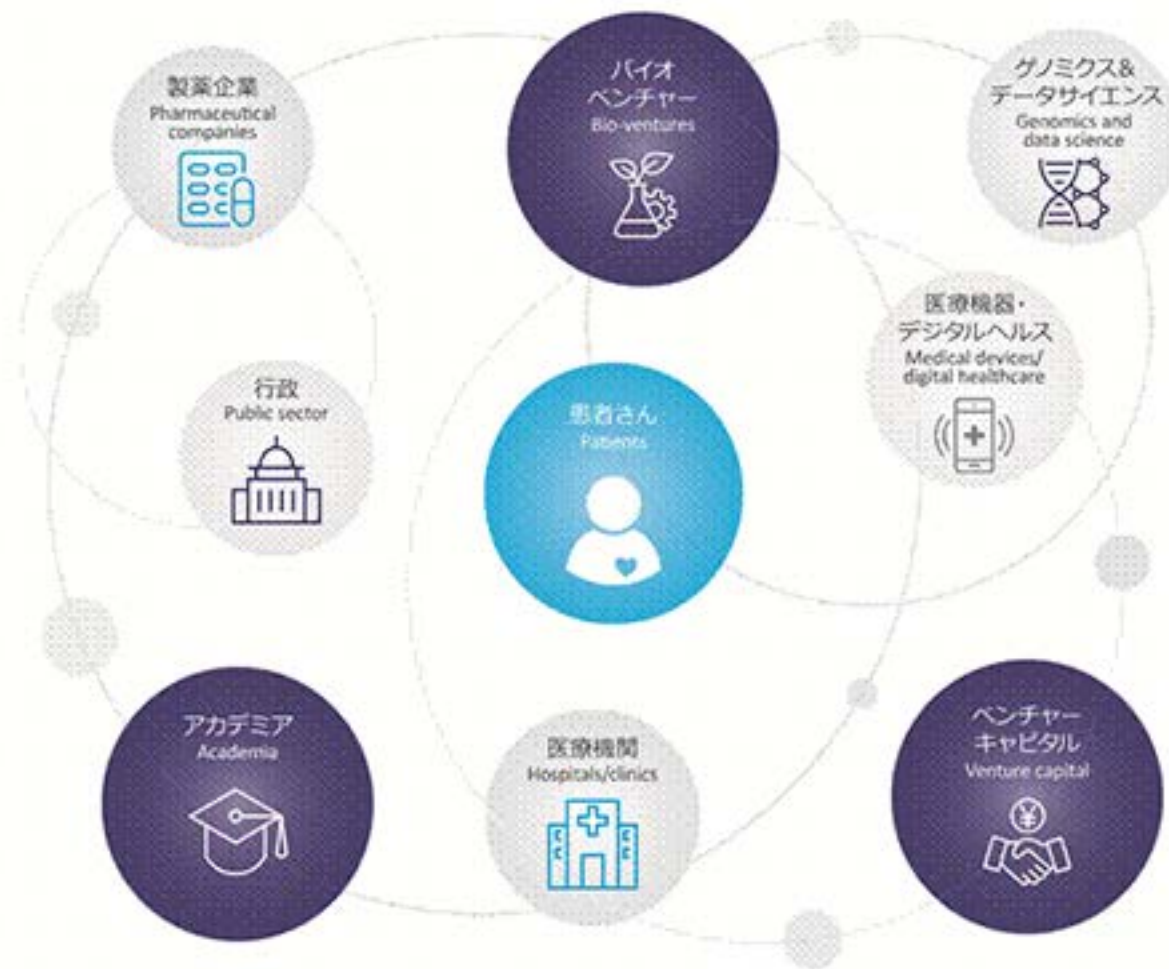 製薬企業
Pharmaceutical
companies
バイオ
ベンチャー
Bio-ventures
ゲノミクス&
データサイエンス
Genomics and
data science
医療機器・
デジタルヘルス
Medical devices/
digital healthcare
行政
Public sector
患者さん
Patients
アカデミア
Academia
医療機関
Hospitals/clinics
ベンチャー
キャピタル
Venture capital
¥